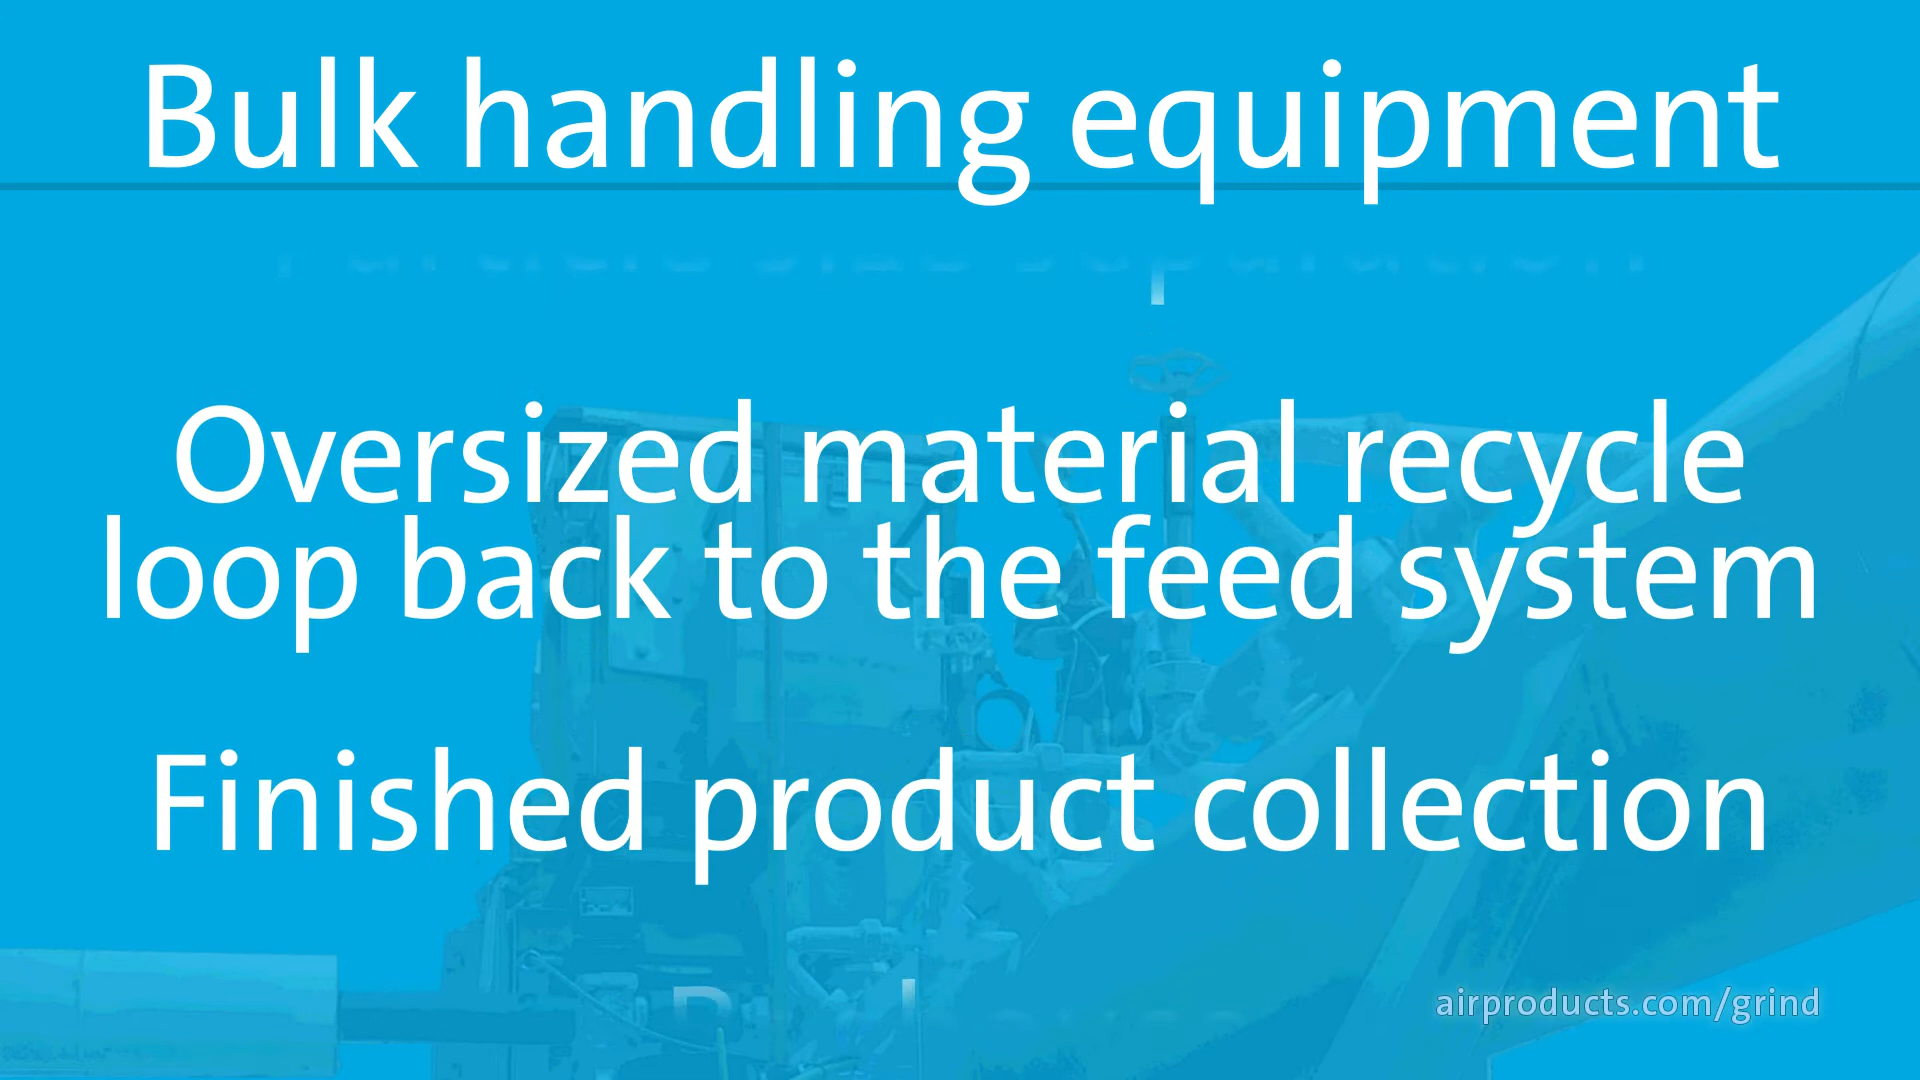 Bulk handling equipment
Oversized material recycle
loop back to the feed system
Finished product collection
airproducts.com/grind